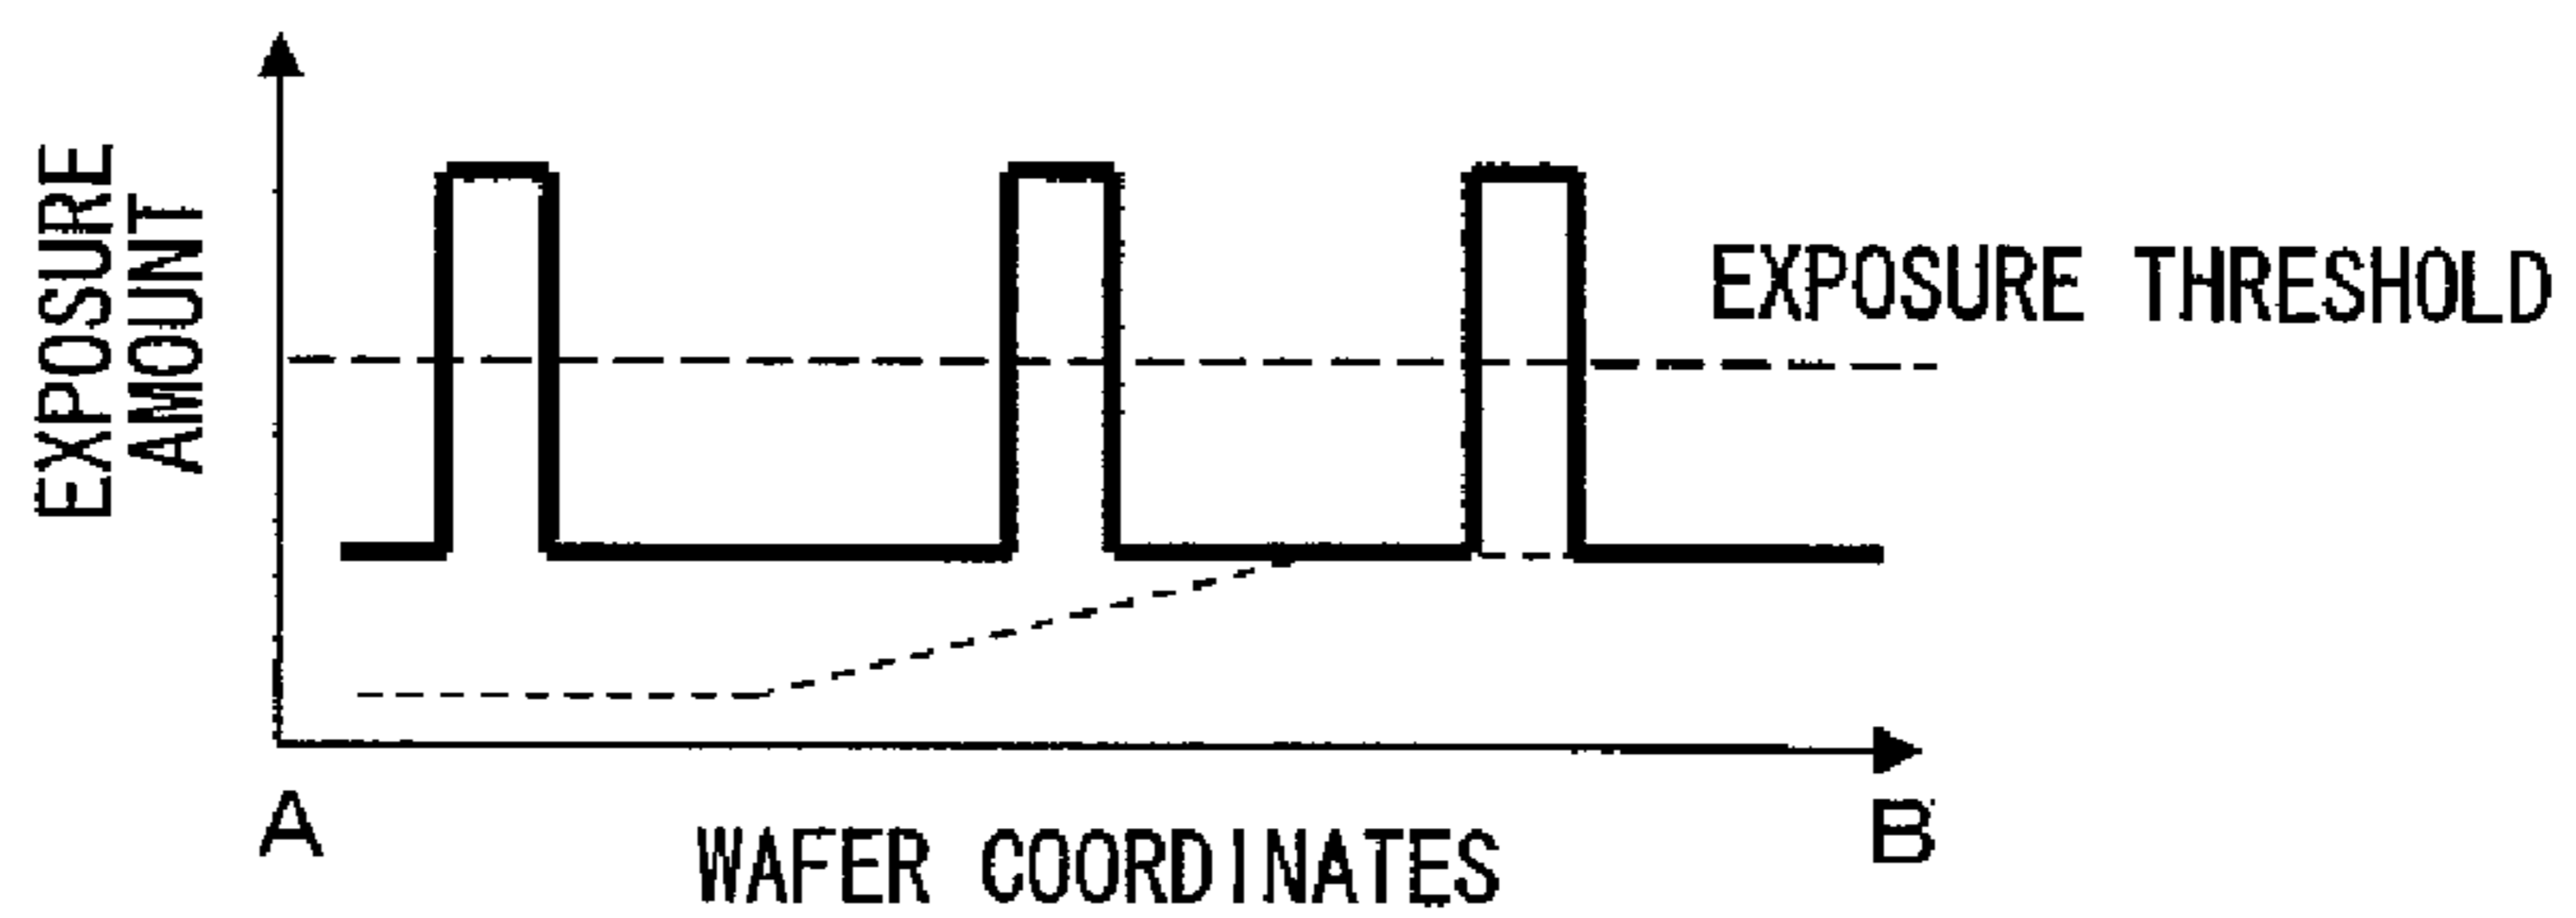 EXPOSURE
AMOUNT
EXPOSURE THRESHOLD
A
B
WAFER COORDINATES